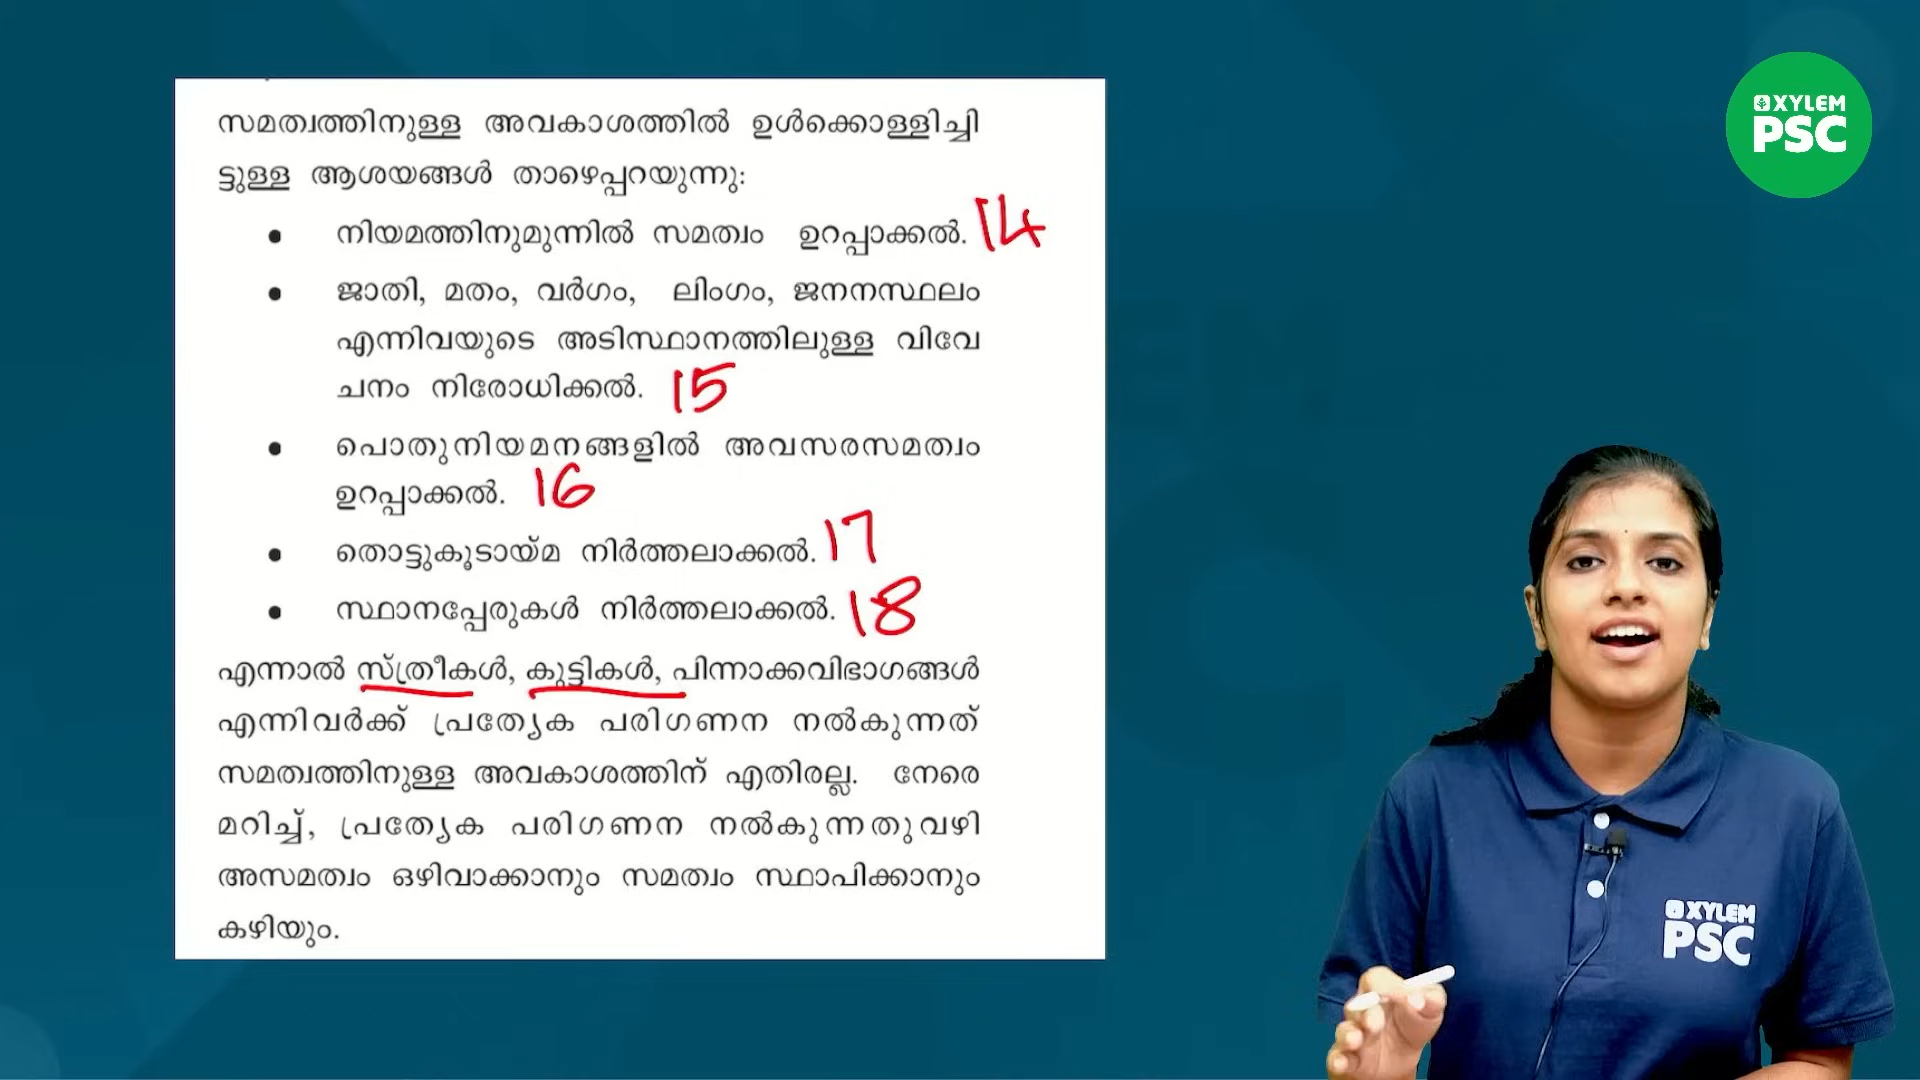 സമത്വത്തിനുള്ള അവകാശത്തിൽ ഉൾക്കൊള്ളിച്ചി
ട്ടുള്ള ആശയങ്ങൾ താഴെപ്പറയുന്നു:
• നിയമത്തിനുമുന്നിൽ സമത്വം ഉറപ്പാക്കൽ. 14
• ജാതി, മതം, വർഗം, ലിംഗം, ജനനസ്ഥലം
എന്നിവയുടെ അടിസ്ഥാനത്തിലുള്ള വിവേ
ചനം നിരോധിക്കൽ. 15
• പൊതുനിയമനങ്ങളിൽ അവസരസമത്വം
ഉറപ്പാക്കൽ. 16
• തൊട്ടുകൂടായ്മ നിർത്തലാക്കൽ. 17
• സ്ഥാനപ്പേരുകൾ നിർത്തലാക്കൽ. 18
എന്നാൽ സ്ത്രീകൾ, കുട്ടികൾ, പിന്നാക്കവിഭാഗങ്ങൾ
എന്നിവർക്ക് പ്രത്യേക പരിഗണന നൽകുന്നത്
സമത്വത്തിനുള്ള അവകാശത്തിന് എതിരല്ല. നേരെ
മറിച്ച്, പ്രത്യേക പരിഗണന നൽകുന്നതുവഴി
അസമത്വം ഒഴിവാക്കാനും സമത്വം സ്ഥാപിക്കാനും
കഴിയും.
XYLEM
PSC
XYLEM
PSC